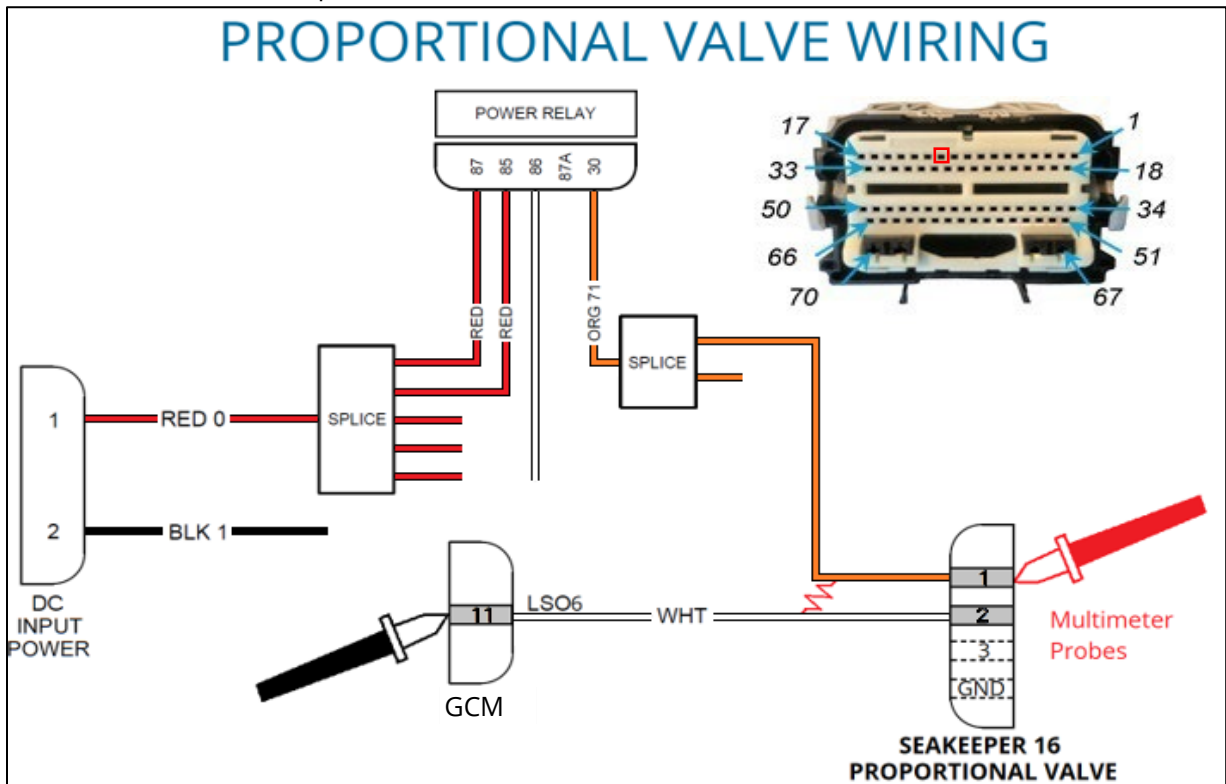 PROPORTIONAL VALVE WIRING
POWER RELAY
87
85
86
87A
30
17
1
33
18
50
34
66
51
70
67
RED
RED
ORG 71
SPLICE
1
RED 0
SPLICE
2
BLK 1
DC
INPUT
POWER
11
LSO6
WHT
GCM
1
2
3
GND
Multimeter
Probes
SEAKEEPER 16
PROPORTIONAL VALVE